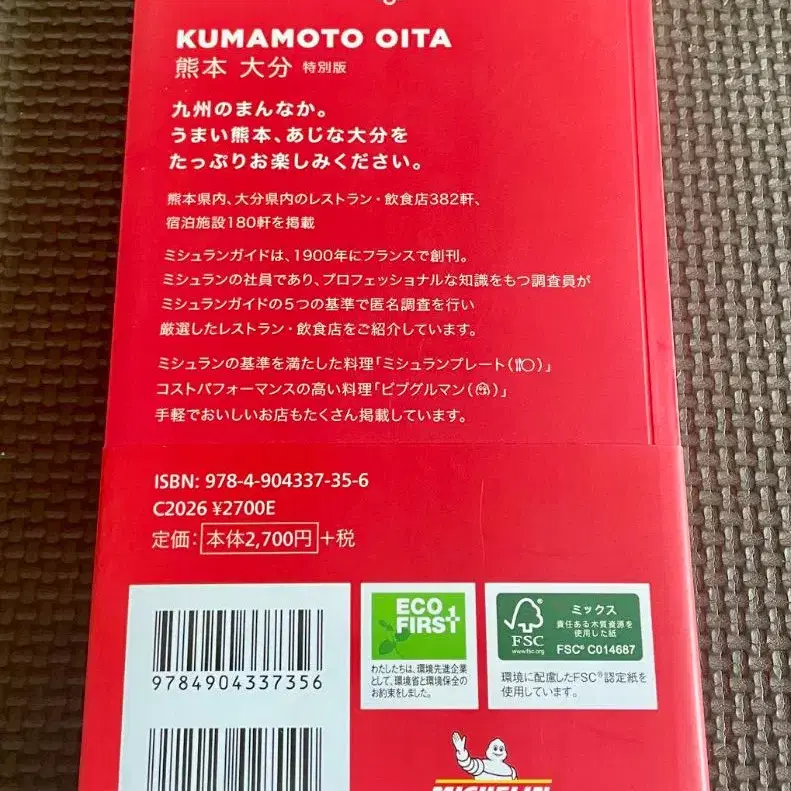 KUMAMOTO OITA
熊本 大分 特別版
九州のまんなか。
うまい熊本、あじな大分を
たっぷりお楽しみください。
熊本県内、大分県内のレストラン・飲食店382軒、
宿泊施設180軒を掲載
ミシュランガイドは、1900年にフランスで創刊。
ミシュランの社員であり、プロフェッショナルな知識をもつ調査員が
ミシュランガイドの5つの基準で匿名調査を行い
厳選したレストラン・飲食店をご紹介しています。
ミシュランの基準を満たした料理「ミシュランプレート()」
コストパフォーマンスの高い料理「ビブグルマン()」
手軽でおいしいお店もたくさん掲載しています。
ISBN: 978-4-904337-35-6
C2026 ¥2700E
定価: 本体2,700円+税
9784904337356
ECO
FIRST
わたしたちは、環境先進企業
として、環境省と環境保全の
お約束をしました。
FSC
www.fsc.org
ミックス
責任ある木質資源を
使用した紙
FSC® C014687
環境に配慮したFSC®認定紙を
使用しています。
MICHELIN